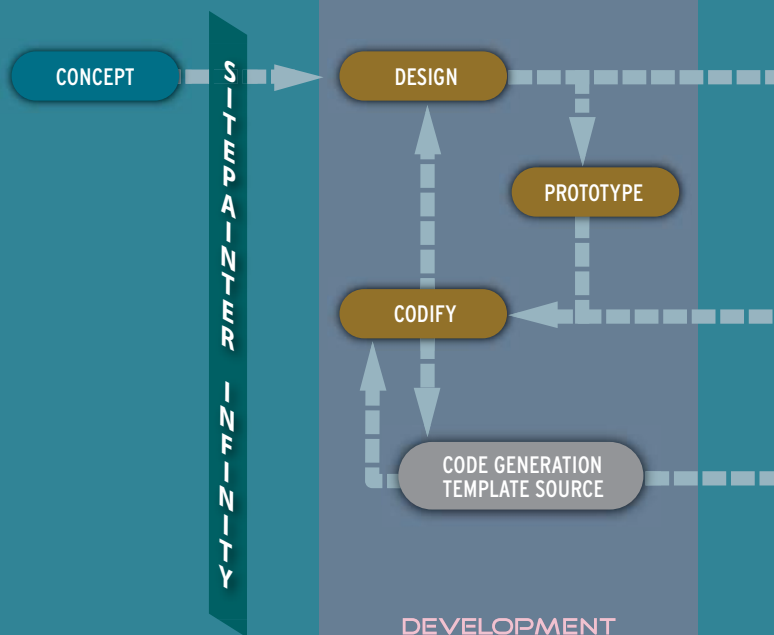 CONCEPT
SITEPAINTER INFINITY
DESIGN
PROTOTYPE
CODIFY
CODE GENERATION
TEMPLATE SOURCE
DEVELOPMENT